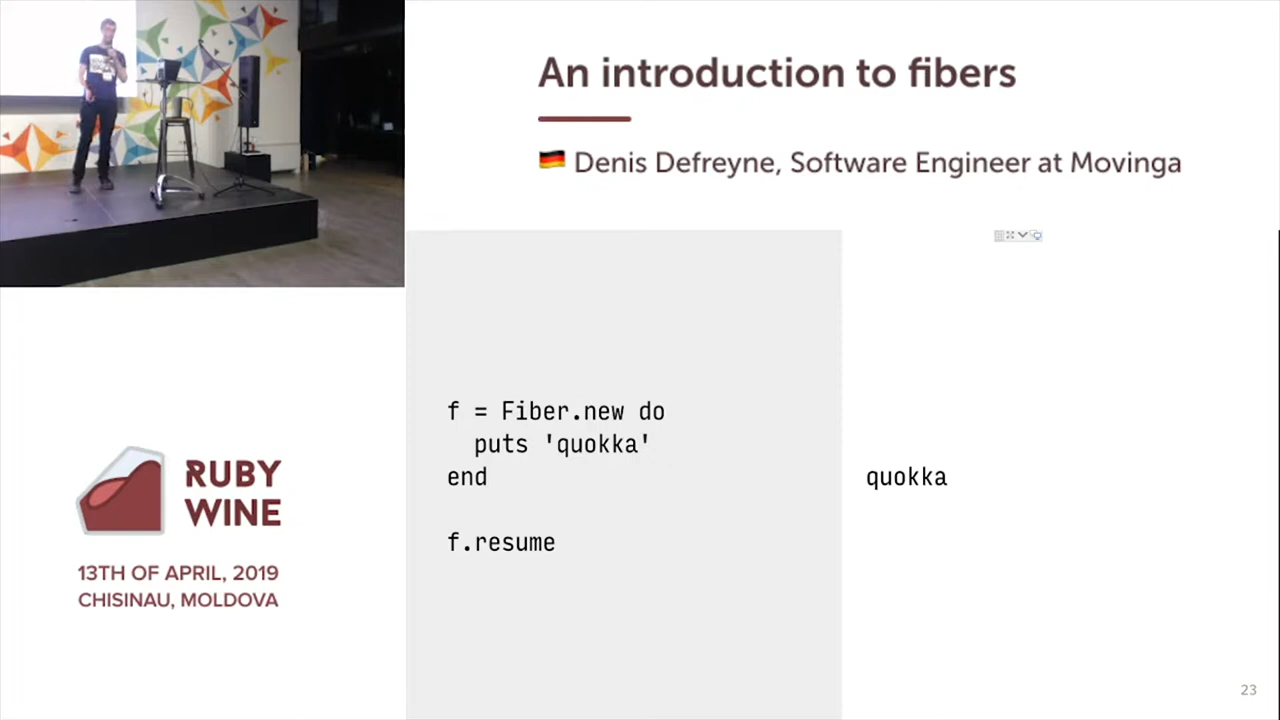 An introduction to fibers
🇩🇪 Denis Defreyne, Software Engineer at Movinga
f = Fiber.new do
  puts 'quokka'
end
f.resume
quokka
RUBY
WINE
13TH OF APRIL, 2019
CHISINAU, MOLDOVA
23